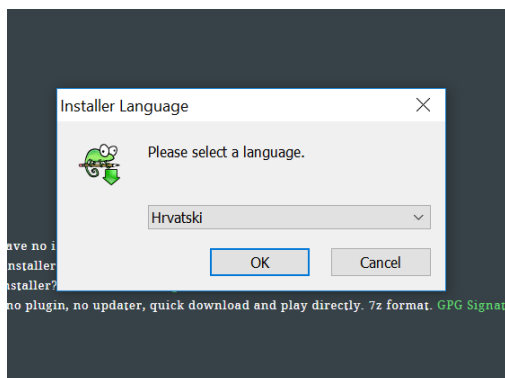 Installer Language
Please select a language.
Hrvatski
OK Cancel
ave no i
nstaller
nstaller?
no plugin, no updater, quick download and play directly. 7z format. GPG Signat